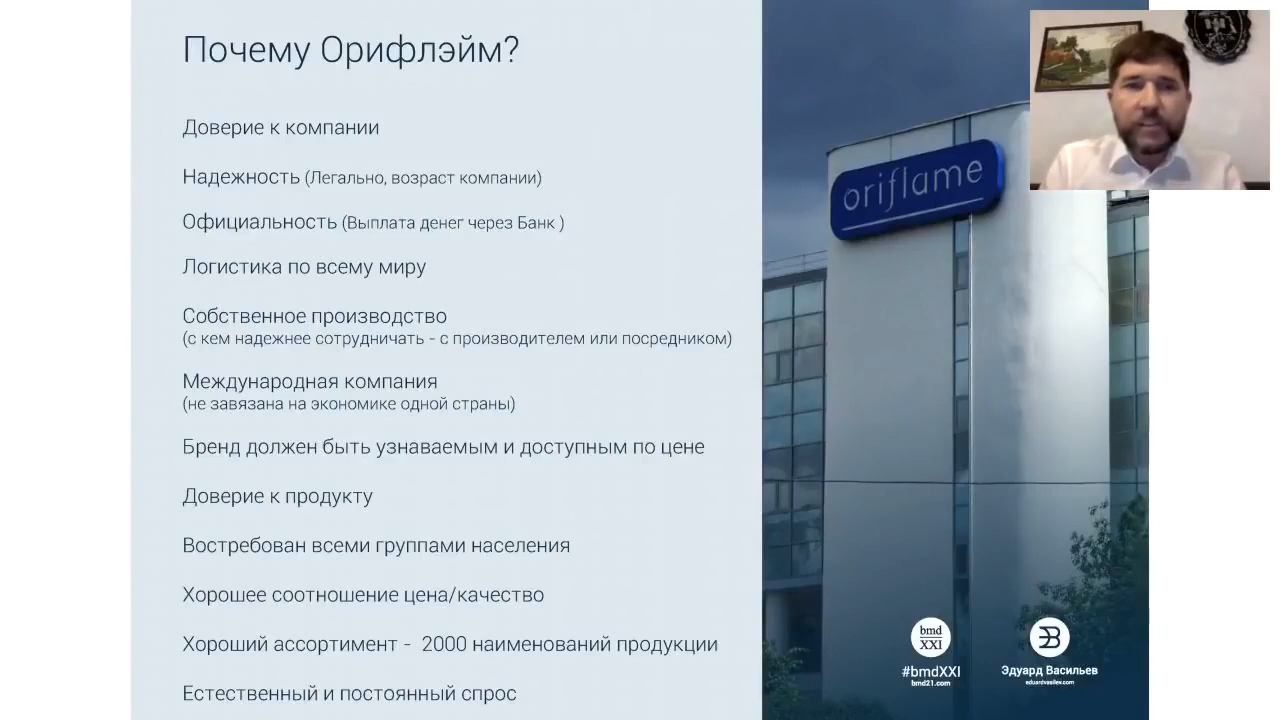 Почему Орифлэйм?
Доверие к компании
Надежность (Легально, возраст компании)
Официальность (Выплата денег через Банк )
Логистика по всему миру
Собственное производство
(с кем надежнее сотрудничать - с производителем или посредником)
Международная компания
(не завязана на экономике одной страны)
Бренд должен быть узнаваемым и доступным по цене
Доверие к продукту
Востребован всеми группами населения
Хорошее соотношение цена/качество
Хороший ассортимент - 2000 наименований продукции
Естественный и постоянный спрос
oriflame
bmd
XXI
#bmdXXI
bmd21.com
Эдуард Васильев
eduardvasilev.com